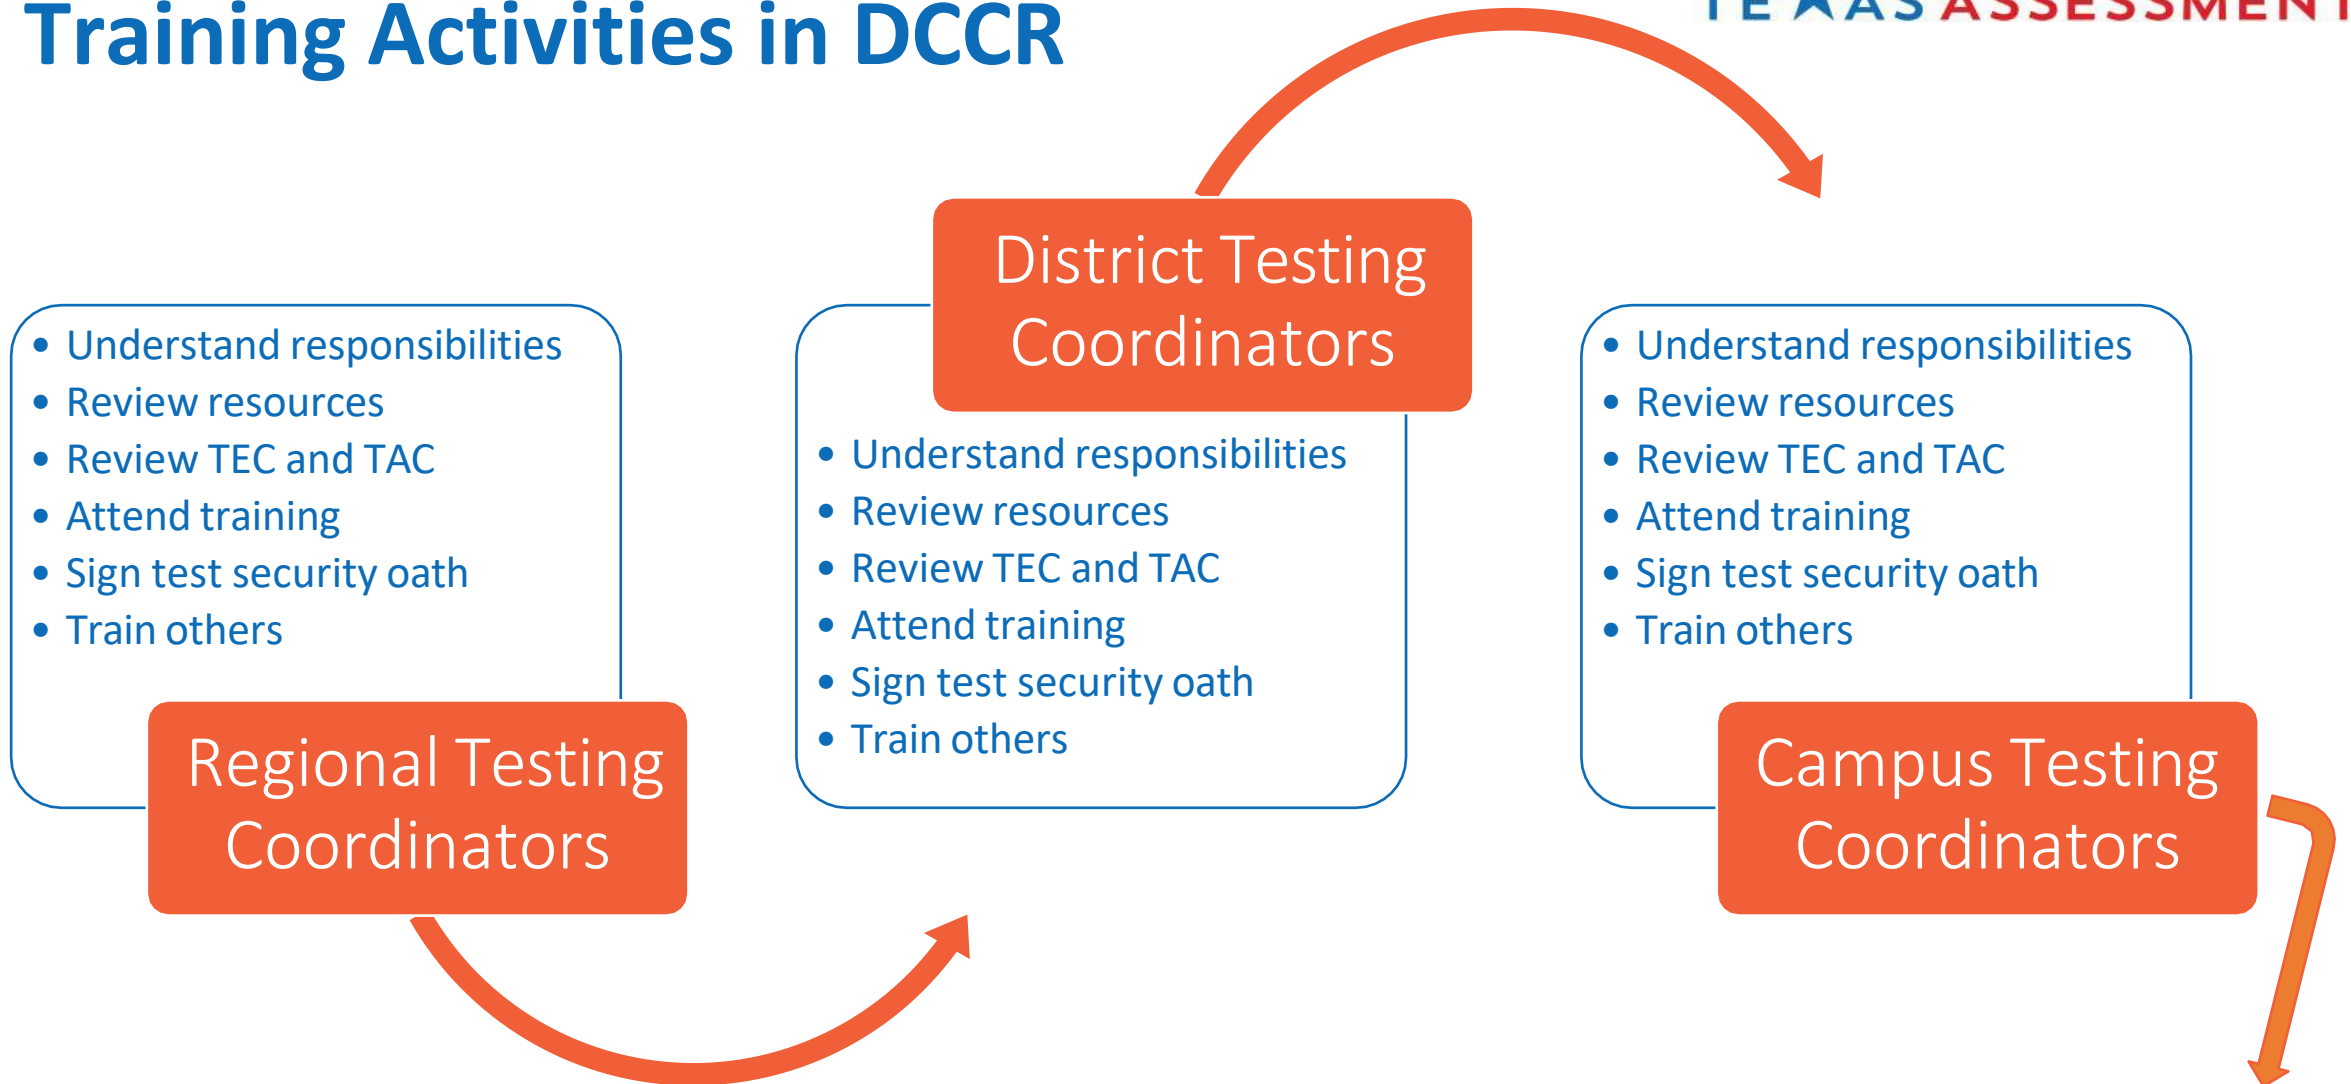 Training Activities in DCCR
TEXAS ASSESSMENT
• Understand responsibilities
• Review resources
• Review TEC and TAC
• Attend training
• Sign test security oath
• Train others
Regional Testing
Coordinators
District Testing
Coordinators
• Understand responsibilities
• Review resources
• Review TEC and TAC
• Attend training
• Sign test security oath
• Train others
• Understand responsibilities
• Review resources
• Review TEC and TAC
• Attend training
• Sign test security oath
• Train others
Campus Testing
Coordinators